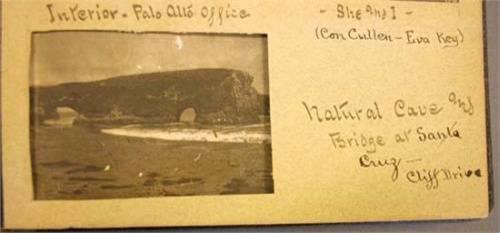 Interior - Palo Alto Office
- She and I -
(Con Cullen - Eva Key)
Natural Cave and
Bridge at Santa
Cruz -
Cliff Drive